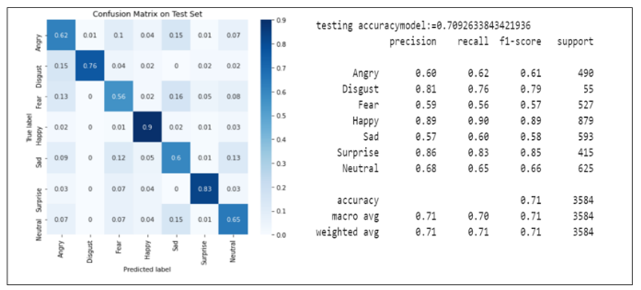 Confusion Matrix on Test Set
Angry 0.62 0.01 0.1 0.04 0.15 0.01 0.07
Disgust 0.15 0.76 0.04 0.02 0 0.02 0.02
Fear 0.13 0 0.56 0.02 0.16 0.05 0.08
Happy 0.02 0 0.01 0.9 0.02 0.01 0.03
Sad 0.09 0 0.12 0.05 0.6 0.01 0.13
Surprise 0.03 0 0.07 0.04 0 0.83 0.03
Neutral 0.07 0 0.07 0.04 0.15 0.01 0.65
True label
Angry Disgust Fear Happy Sad Surprise Neutral
Predicted label
0.9
0.8
0.7
0.6
0.5
0.4
0.3
0.2
0.1
0.0
testing accuracymodel:=0.7092633843421936
precision recall f1-score support
Angry 0.60 0.62 0.61 490
Disgust 0.81 0.76 0.79 55
Fear 0.59 0.56 0.57 527
Happy 0.89 0.90 0.89 879
Sad 0.57 0.60 0.58 593
Surprise 0.86 0.83 0.85 415
Neutral 0.68 0.65 0.66 625
accuracy 0.71 3584
macro avg 0.71 0.70 0.71 3584
weighted avg 0.71 0.71 0.71 3584